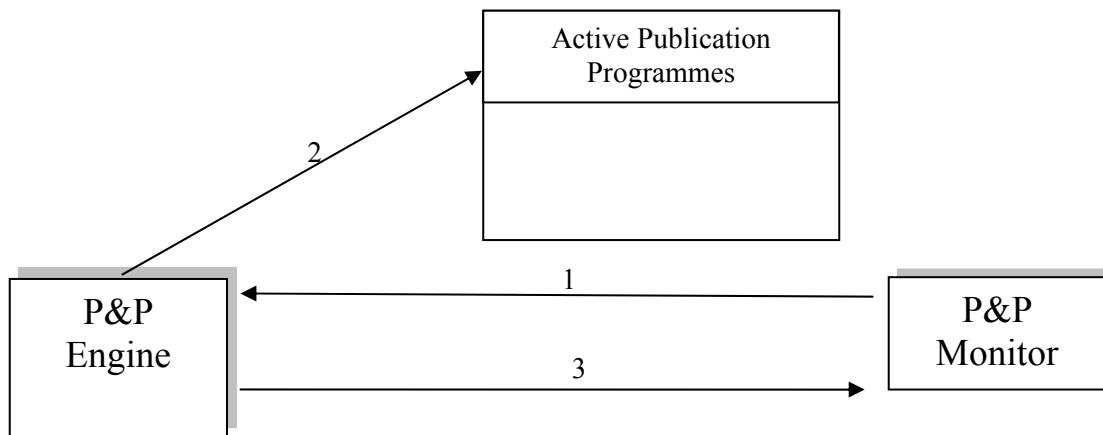 Active Publication
Programmes
2
1
P&P
Engine
P&P
Monitor
3